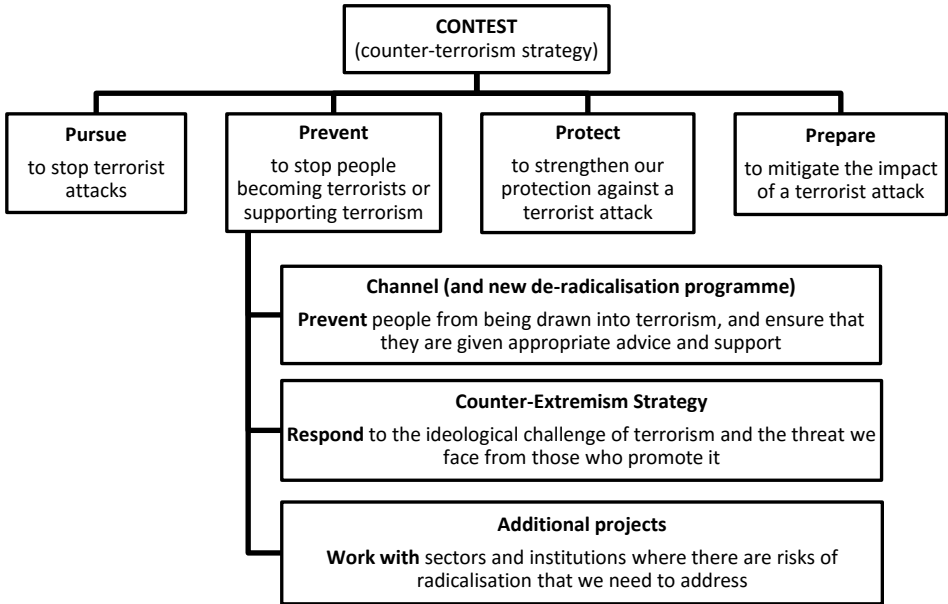 CONTEST
(counter-terrorism strategy)
Pursue
to stop terrorist
attacks
Prevent
to stop people
becoming terrorists or
supporting terrorism
Protect
to strengthen our
protection against a
terrorist attack
Prepare
to mitigate the impact
of a terrorist attack
Channel (and new de-radicalisation programme)
Prevent people from being drawn into terrorism, and ensure that
they are given appropriate advice and support
Counter-Extremism Strategy
Respond to the ideological challenge of terrorism and the threat we
face from those who promote it
Additional projects
Work with sectors and institutions where there are risks of
radicalisation that we need to address